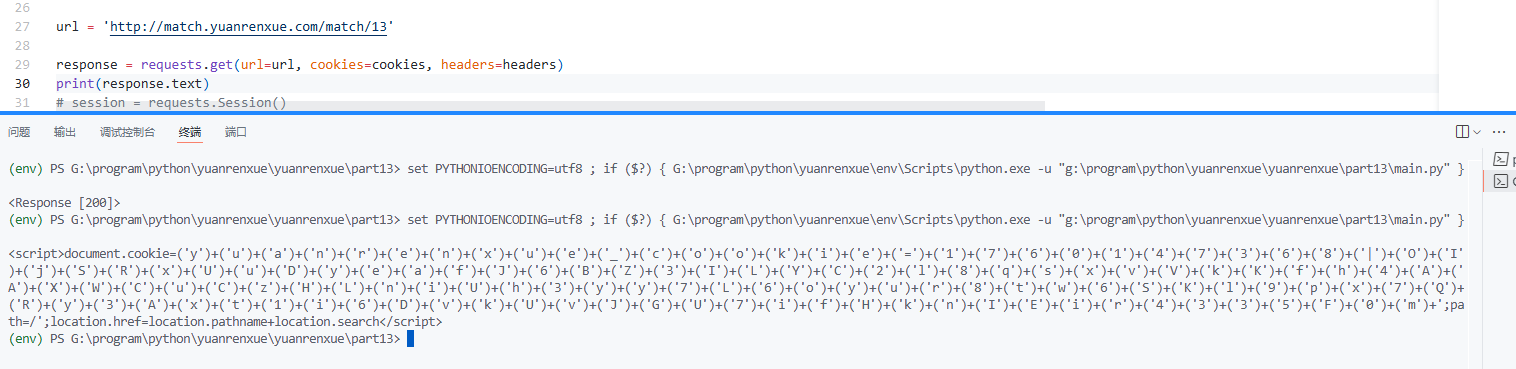 26
27 url = 'http://match.yuanrenxue.com/match/13'
28
29 response = requests.get(url=url, cookies=cookies, headers=headers)
30 print(response.text)
31 # session = requests.Session()
问题 输出 调试控制台 终端 端口
(env) PS G:\program\python\yuanrenxue\yuanrenxue\part13> set PYTHONIOENCODING=utf8 ; if ($?) { G:\program\python\yuanrenxue\env\Scripts\python.exe -u "g:\program\python\yuanrenxue\yuanrenxue\part13\main.py" }
<Response [200]>
(env) PS G:\program\python\yuanrenxue\yuanrenxue\part13> set PYTHONIOENCODING=utf8 ; if ($?) { G:\program\python\yuanrenxue\env\Scripts\python.exe -u "g:\program\python\yuanrenxue\yuanrenxue\part13\main.py" }
<script>document.cookie=('y')+('u')+('a')+('n')+('r')+('e')+('n')+('x')+('u')+('e')+('_')+('c')+('o')+('o')+('k')+('i')+('e')+('=')+('1')+('7')+('6')+('0')+('1')+('4')+('7')+('3')+('6')+('8')+('|')+('O')+('I'
)+('j')+('S')+('R')+('x')+('U')+('u')+('D')+('y')+('e')+('a')+('f')+('J')+('6')+('B')+('Z')+('3')+('I')+('L')+('Y')+('C')+('2')+('l')+('8')+('q')+('s')+('x')+('v')+('V')+('k')+('K')+('f')+('h')+('4')+('A')+('
A')+('X')+('W')+('C')+('u')+('C')+('z')+('H')+('L')+('n')+('i')+('U')+('h')+('3')+('y')+('y')+('7')+('L')+('6')+('o')+('y')+('u')+('r')+('8')+('t')+('w')+('6')+('S')+('K')+('l')+('9')+('p')+('x')+('7')+('Q')+
('R')+('y')+('3')+('A')+('x')+('t')+('1')+('i')+('6')+('D')+('v')+('k')+('U')+('v')+('J')+('G')+('U')+('7')+('i')+('f')+('H')+('k')+('n')+('I')+('E')+('i')+('r')+('4')+('3')+('3')+('5')+('F')+('0')+('m')+';pa
th=/';location.href=location.pathname+location.search</script>
(env) PS G:\program\python\yuanrenxue\yuanrenxue\part13>